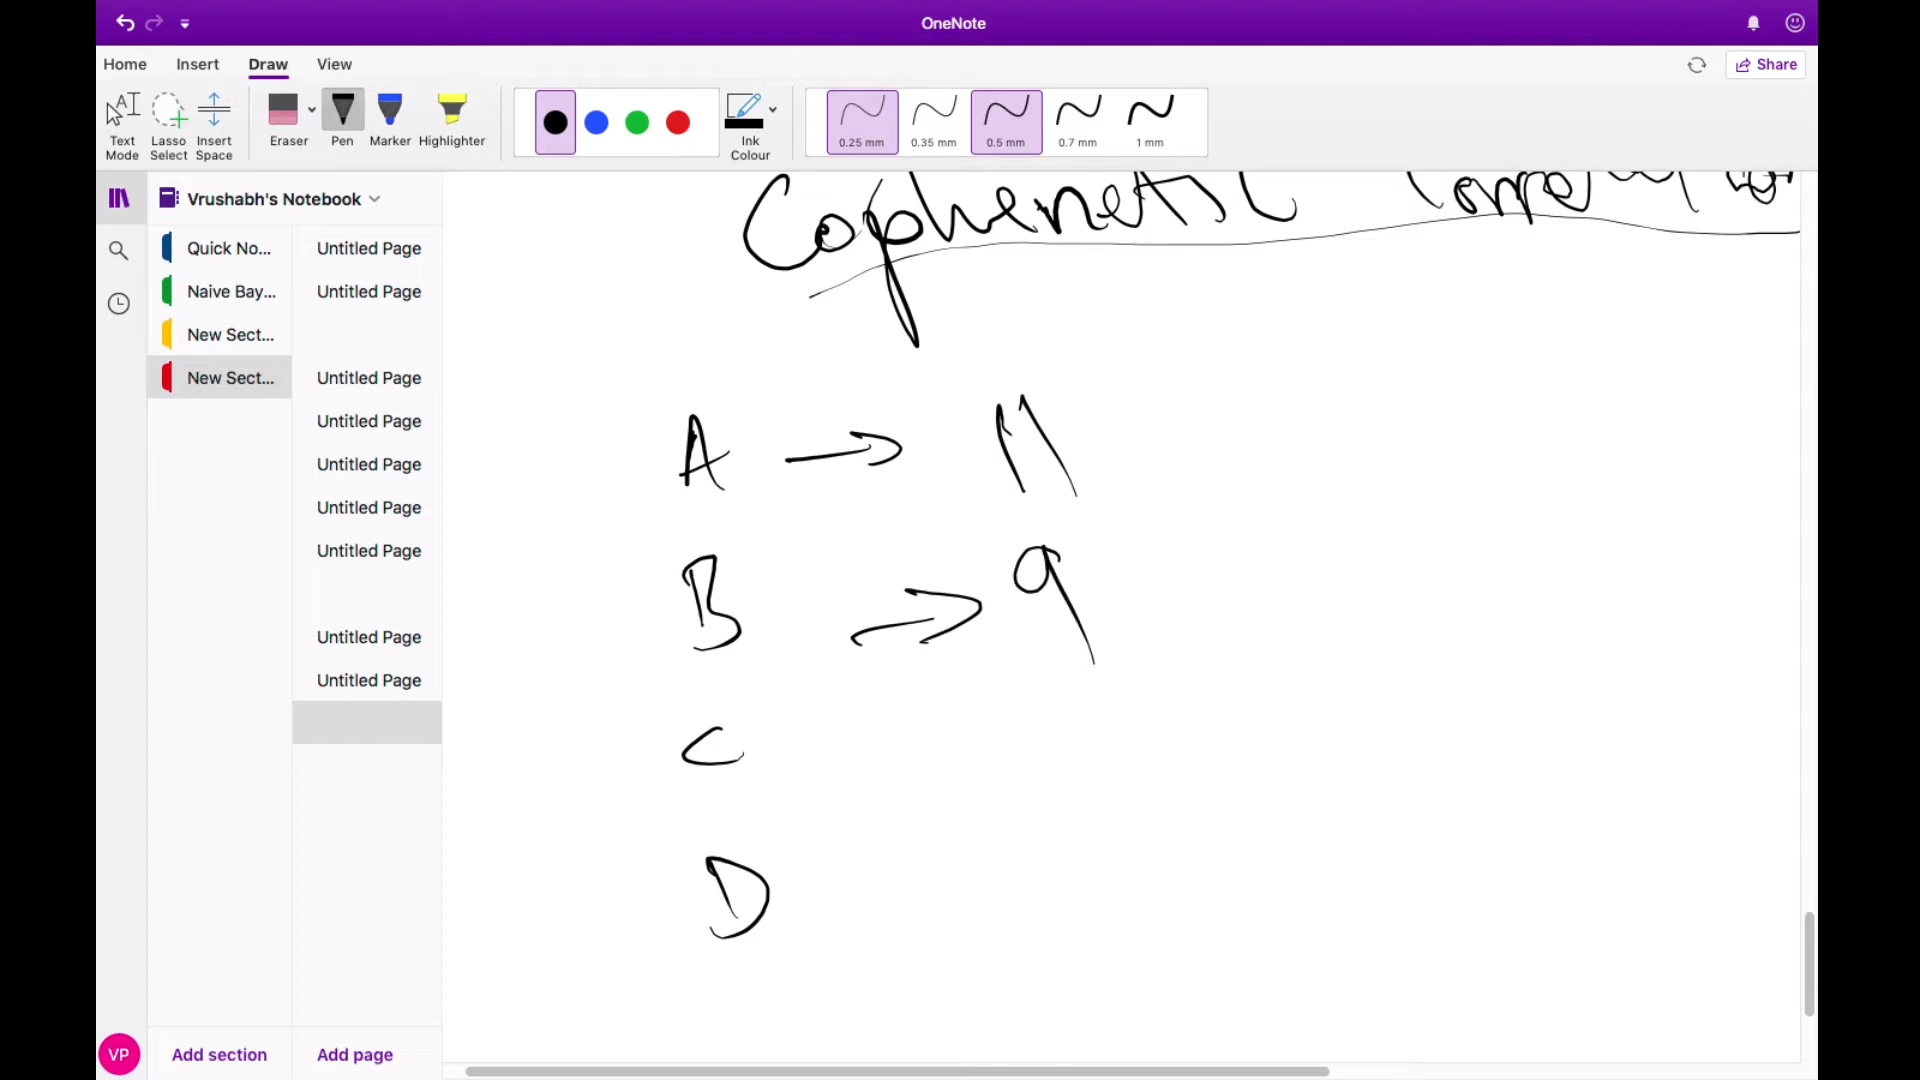 OneNote
Home Insert Draw View
Share
Text Mode Lasso Select Insert Space Eraser Pen Marker Highlighter Ink Colour 0.25 mm 0.35 mm 0.5 mm 0.7 mm 1 mm
Vrushabh's Notebook
Quick No...
Naive Bay...
New Sect...
New Sect...
Untitled Page
Untitled Page
Untitled Page
Untitled Page
Untitled Page
Untitled Page
Untitled Page
Untitled Page
Untitled Page
Cophenetic
A → 11
B → 9
C
D
VP
Add section
Add page